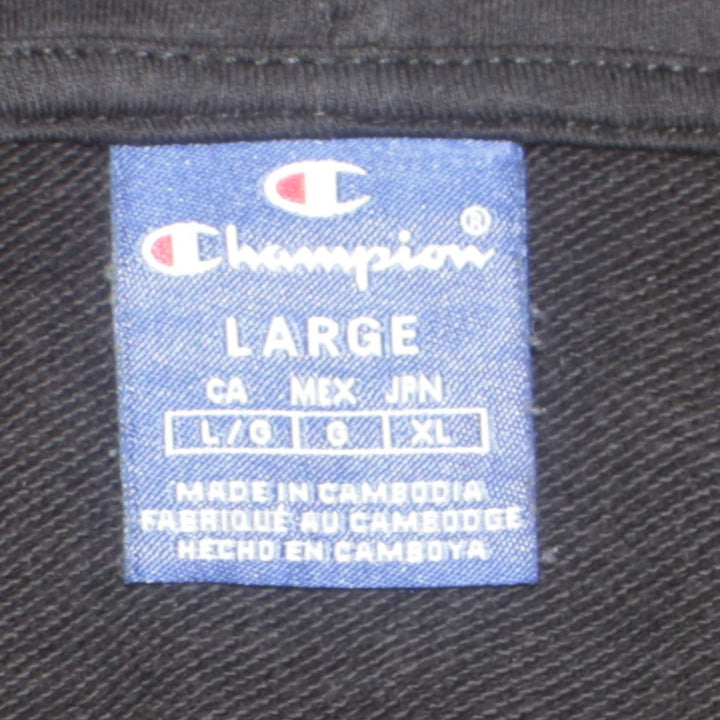 Champion®
LARGE
CA MEX JPN
L/G G XL
MADE IN CAMBODIA
FABRIQUÉ AU CAMBODGE
HECHO EN CAMBOYA